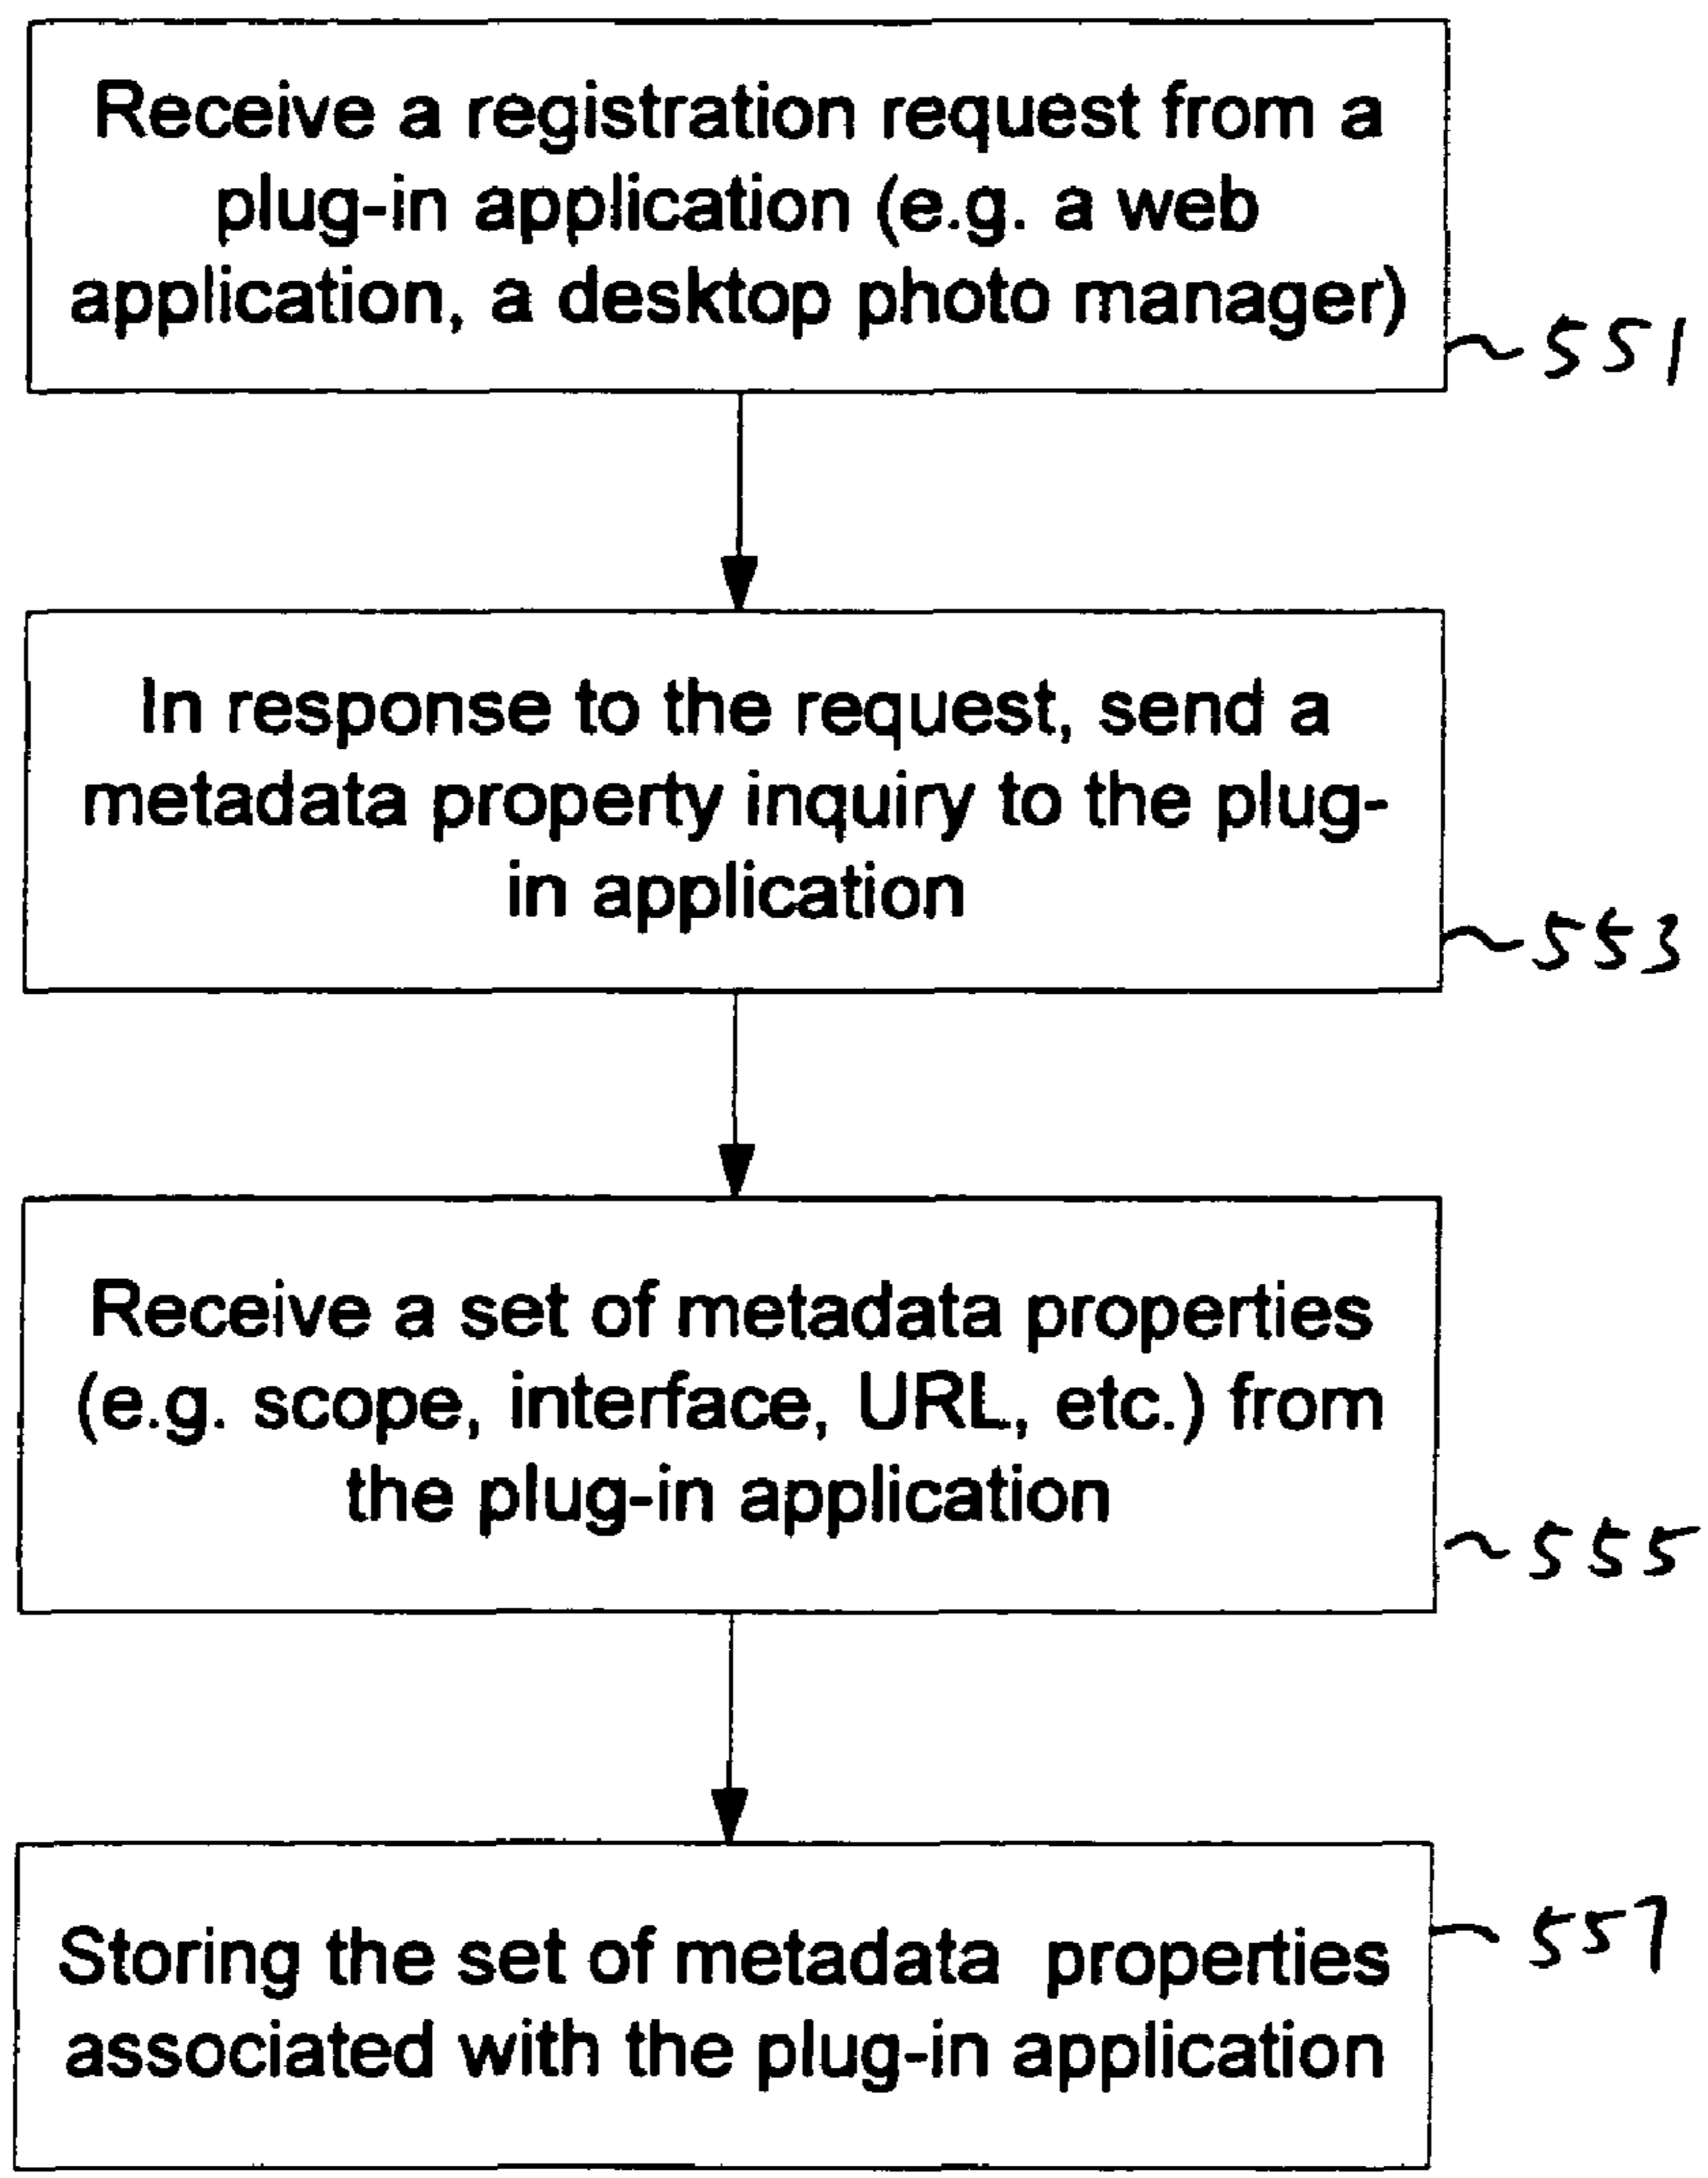 Receive a registration request from a
plug-in application (e.g. a web
application, a desktop photo manager)
551
In response to the request, send a
metadata property inquiry to the plug-
in application
553
Receive a set of metadata properties
(e.g. scope, interface, URL, etc.) from
the plug-in application
555
Storing the set of metadata properties
associated with the plug-in application
557